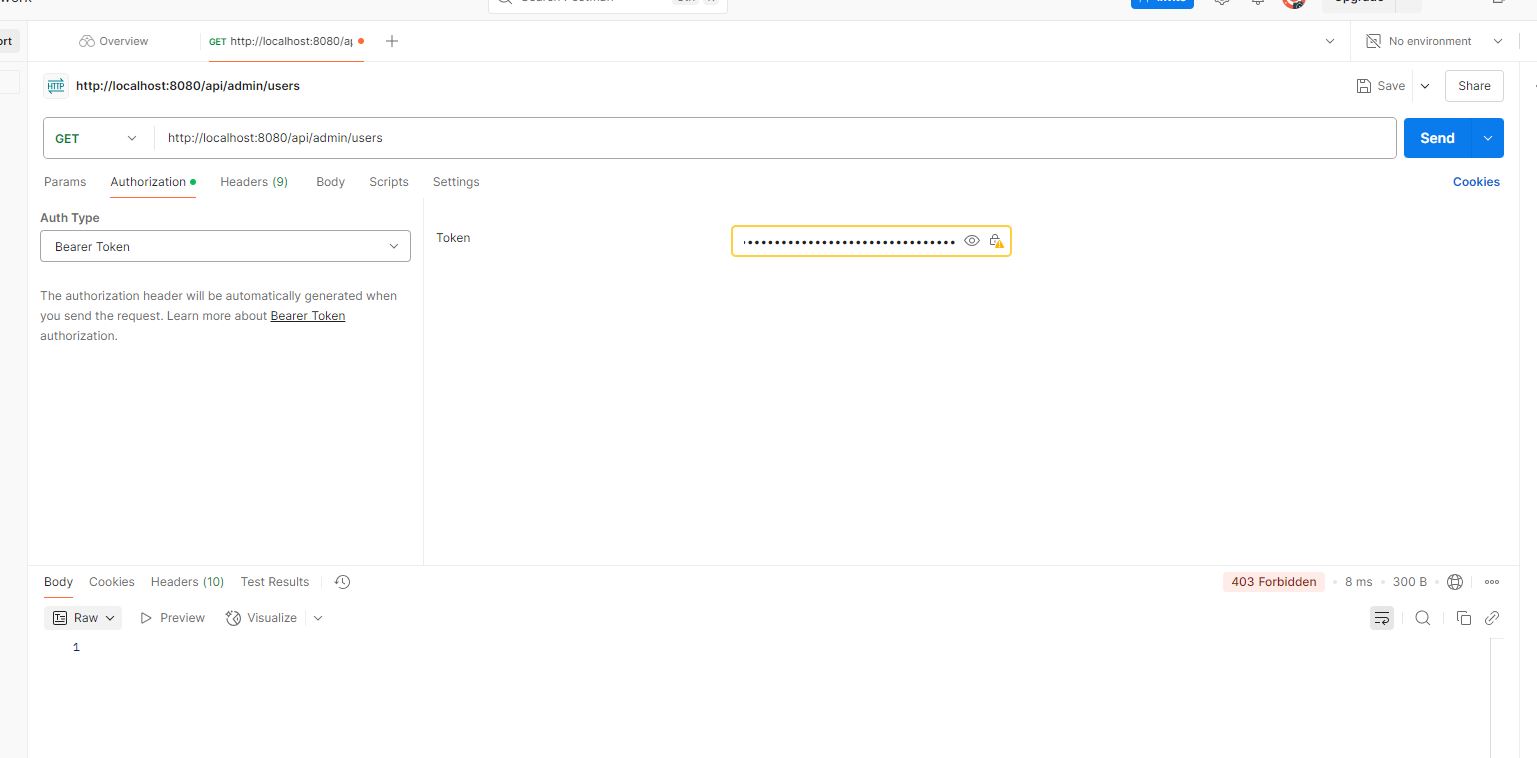 Overview
GET http://localhost:8080/ap
No environment
HTTP http://localhost:8080/api/admin/users
Save
Share
GET http://localhost:8080/api/admin/users
Send
Params Authorization Headers (9) Body Scripts Settings Cookies
Auth Type
Bearer Token
Token
The authorization header will be automatically generated when
you send the request. Learn more about Bearer Token
authorization.
Body Cookies Headers (10) Test Results
403 Forbidden 8 ms 300 B
Raw Preview Visualize
1